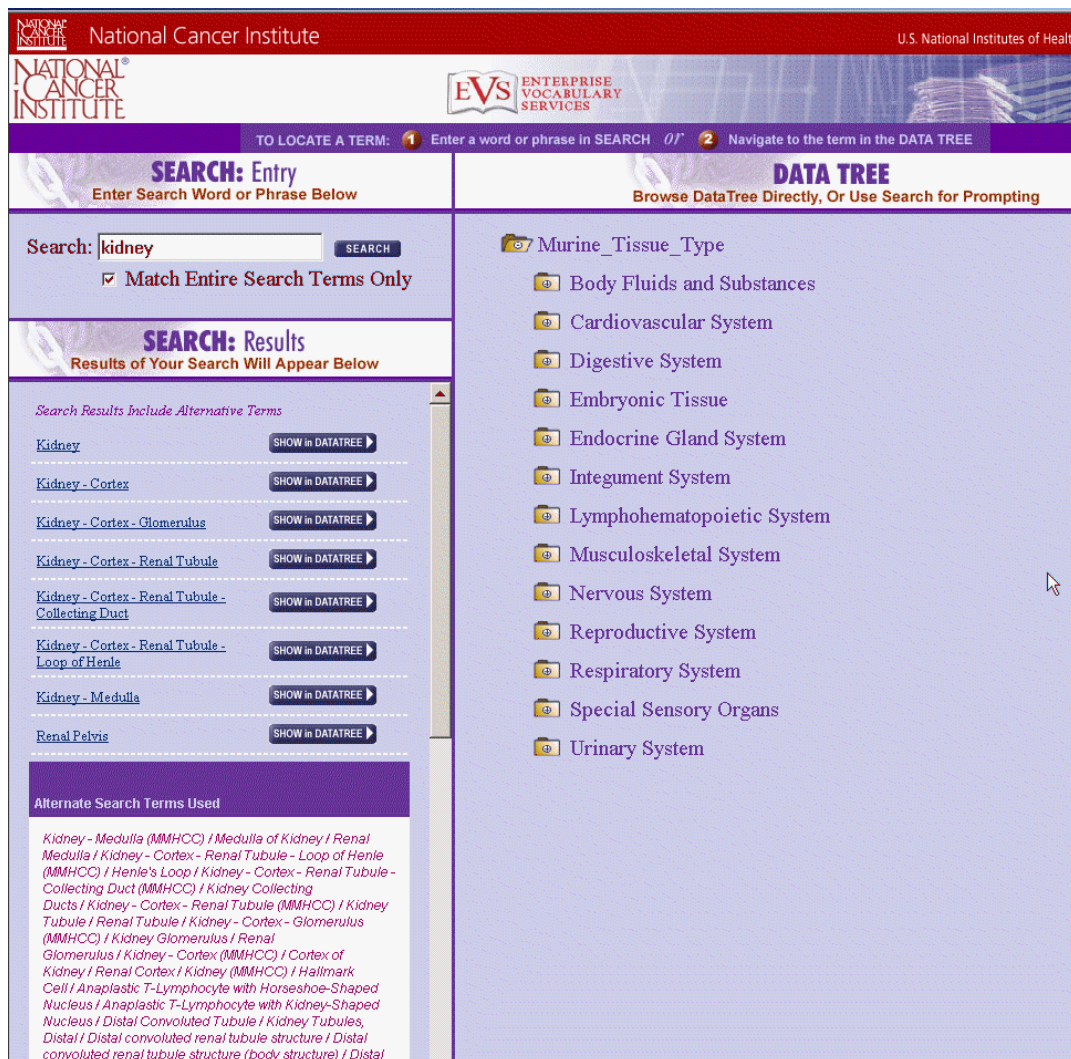 NATIONAL CANCER INSTITUTE
National Cancer Institute
U.S. National Institutes of Healt
NATIONAL®
CANCER
INSTITUTE
EVS ENTERPRISE
VOCABULARY
SERVICES
TO LOCATE A TERM: 1 Enter a word or phrase in SEARCH or 2 Navigate to the term in the DATA TREE
SEARCH: Entry
Enter Search Word or Phrase Below
DATA TREE
Browse DataTree Directly, Or Use Search for Prompting
Search: kidney SEARCH
Match Entire Search Terms Only
SEARCH: Results
Results of Your Search Will Appear Below
Search Results Include Alternative Terms
Kidney SHOW in DATATREE
Kidney - Cortex SHOW in DATATREE
Kidney - Cortex - Glomerulus SHOW in DATATREE
Kidney - Cortex - Renal Tubule SHOW in DATATREE
Kidney - Cortex - Renal Tubule -
Collecting Duct SHOW in DATATREE
Kidney - Cortex - Renal Tubule -
Loop of Henle SHOW in DATATREE
Kidney - Medulla SHOW in DATATREE
Renal Pelvis SHOW in DATATREE
Alternate Search Terms Used
Kidney - Medulla (MMHCC) / Medulla of Kidney / Renal
Medulla / Kidney - Cortex - Renal Tubule - Loop of Henle
(MMHCC) / Henle's Loop / Kidney - Cortex - Renal Tubule -
Collecting Duct (MMHCC) / Kidney Collecting
Ducts / Kidney - Cortex - Renal Tubule (MMHCC) / Kidney
Tubule / Renal Tubule / Kidney - Cortex - Glomerulus
(MMHCC) / Kidney Glomerulus / Renal
Glomerulus / Kidney - Cortex (MMHCC) / Cortex of
Kidney / Renal Cortex / Kidney (MMHCC) / Hallmark
Cell / Anaplastic T-Lymphocyte with Horseshoe-Shaped
Nucleus / Anaplastic T-Lymphocyte with Kidney-Shaped
Nucleus / Distal Convoluted Tubule / Kidney Tubules,
Distal / Distal convoluted renal tubule structure / Distal
convoluted renal tubule structure (body structure) / Distal
Murine_Tissue_Type
Body Fluids and Substances
Cardiovascular System
Digestive System
Embryonic Tissue
Endocrine Gland System
Integument System
Lymphohematopoietic System
Musculoskeletal System
Nervous System
Reproductive System
Respiratory System
Special Sensory Organs
Urinary System